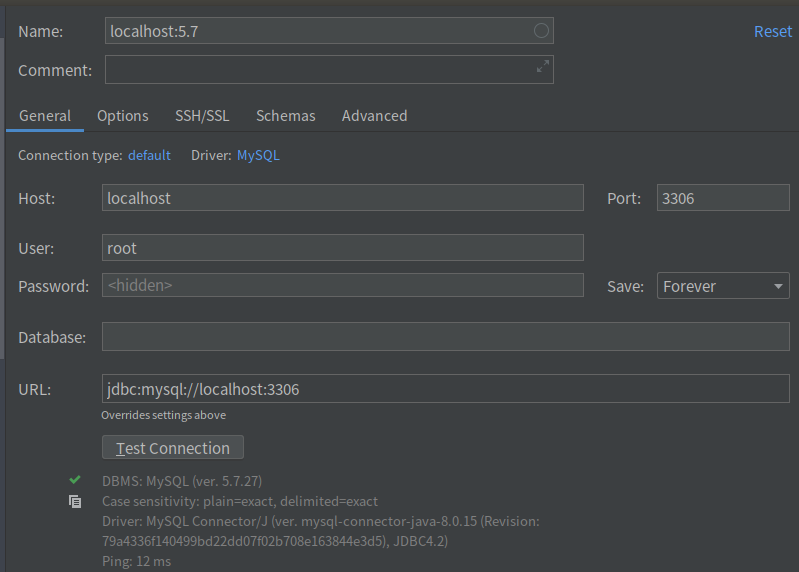 Name: localhost:5.7 Reset
Comment:
General Options SSH/SSL Schemas Advanced
Connection type: default Driver: MySQL
Host: localhost Port: 3306
User: root
Password: <hidden> Save: Forever
Database:
URL: jdbc:mysql://localhost:3306
Overrides settings above
Test Connection
DBMS: MySQL (ver. 5.7.27)
Case sensitivity: plain=exact, delimited=exact
Driver: MySQL Connector/J (ver. mysql-connector-java-8.0.15 (Revision:
79a4336f140499bd22dd07f02b708e163844e3d5), JDBC4.2)
Ping: 12 ms